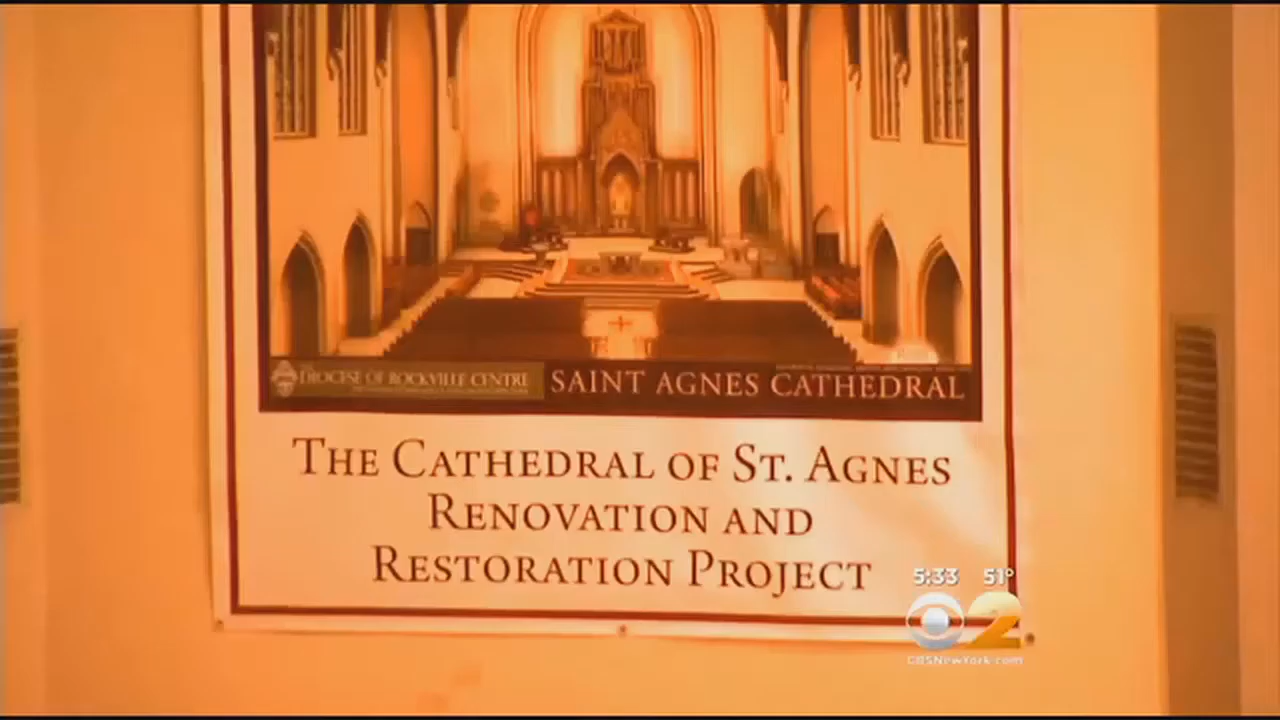 DIOCESE OF ROCKVILLE CENTRE
SAINT AGNES CATHEDRAL
THE CATHEDRAL OF ST. AGNES
RENOVATION AND
RESTORATION PROJECT
5:33 51°
2
CBSNewYork.com